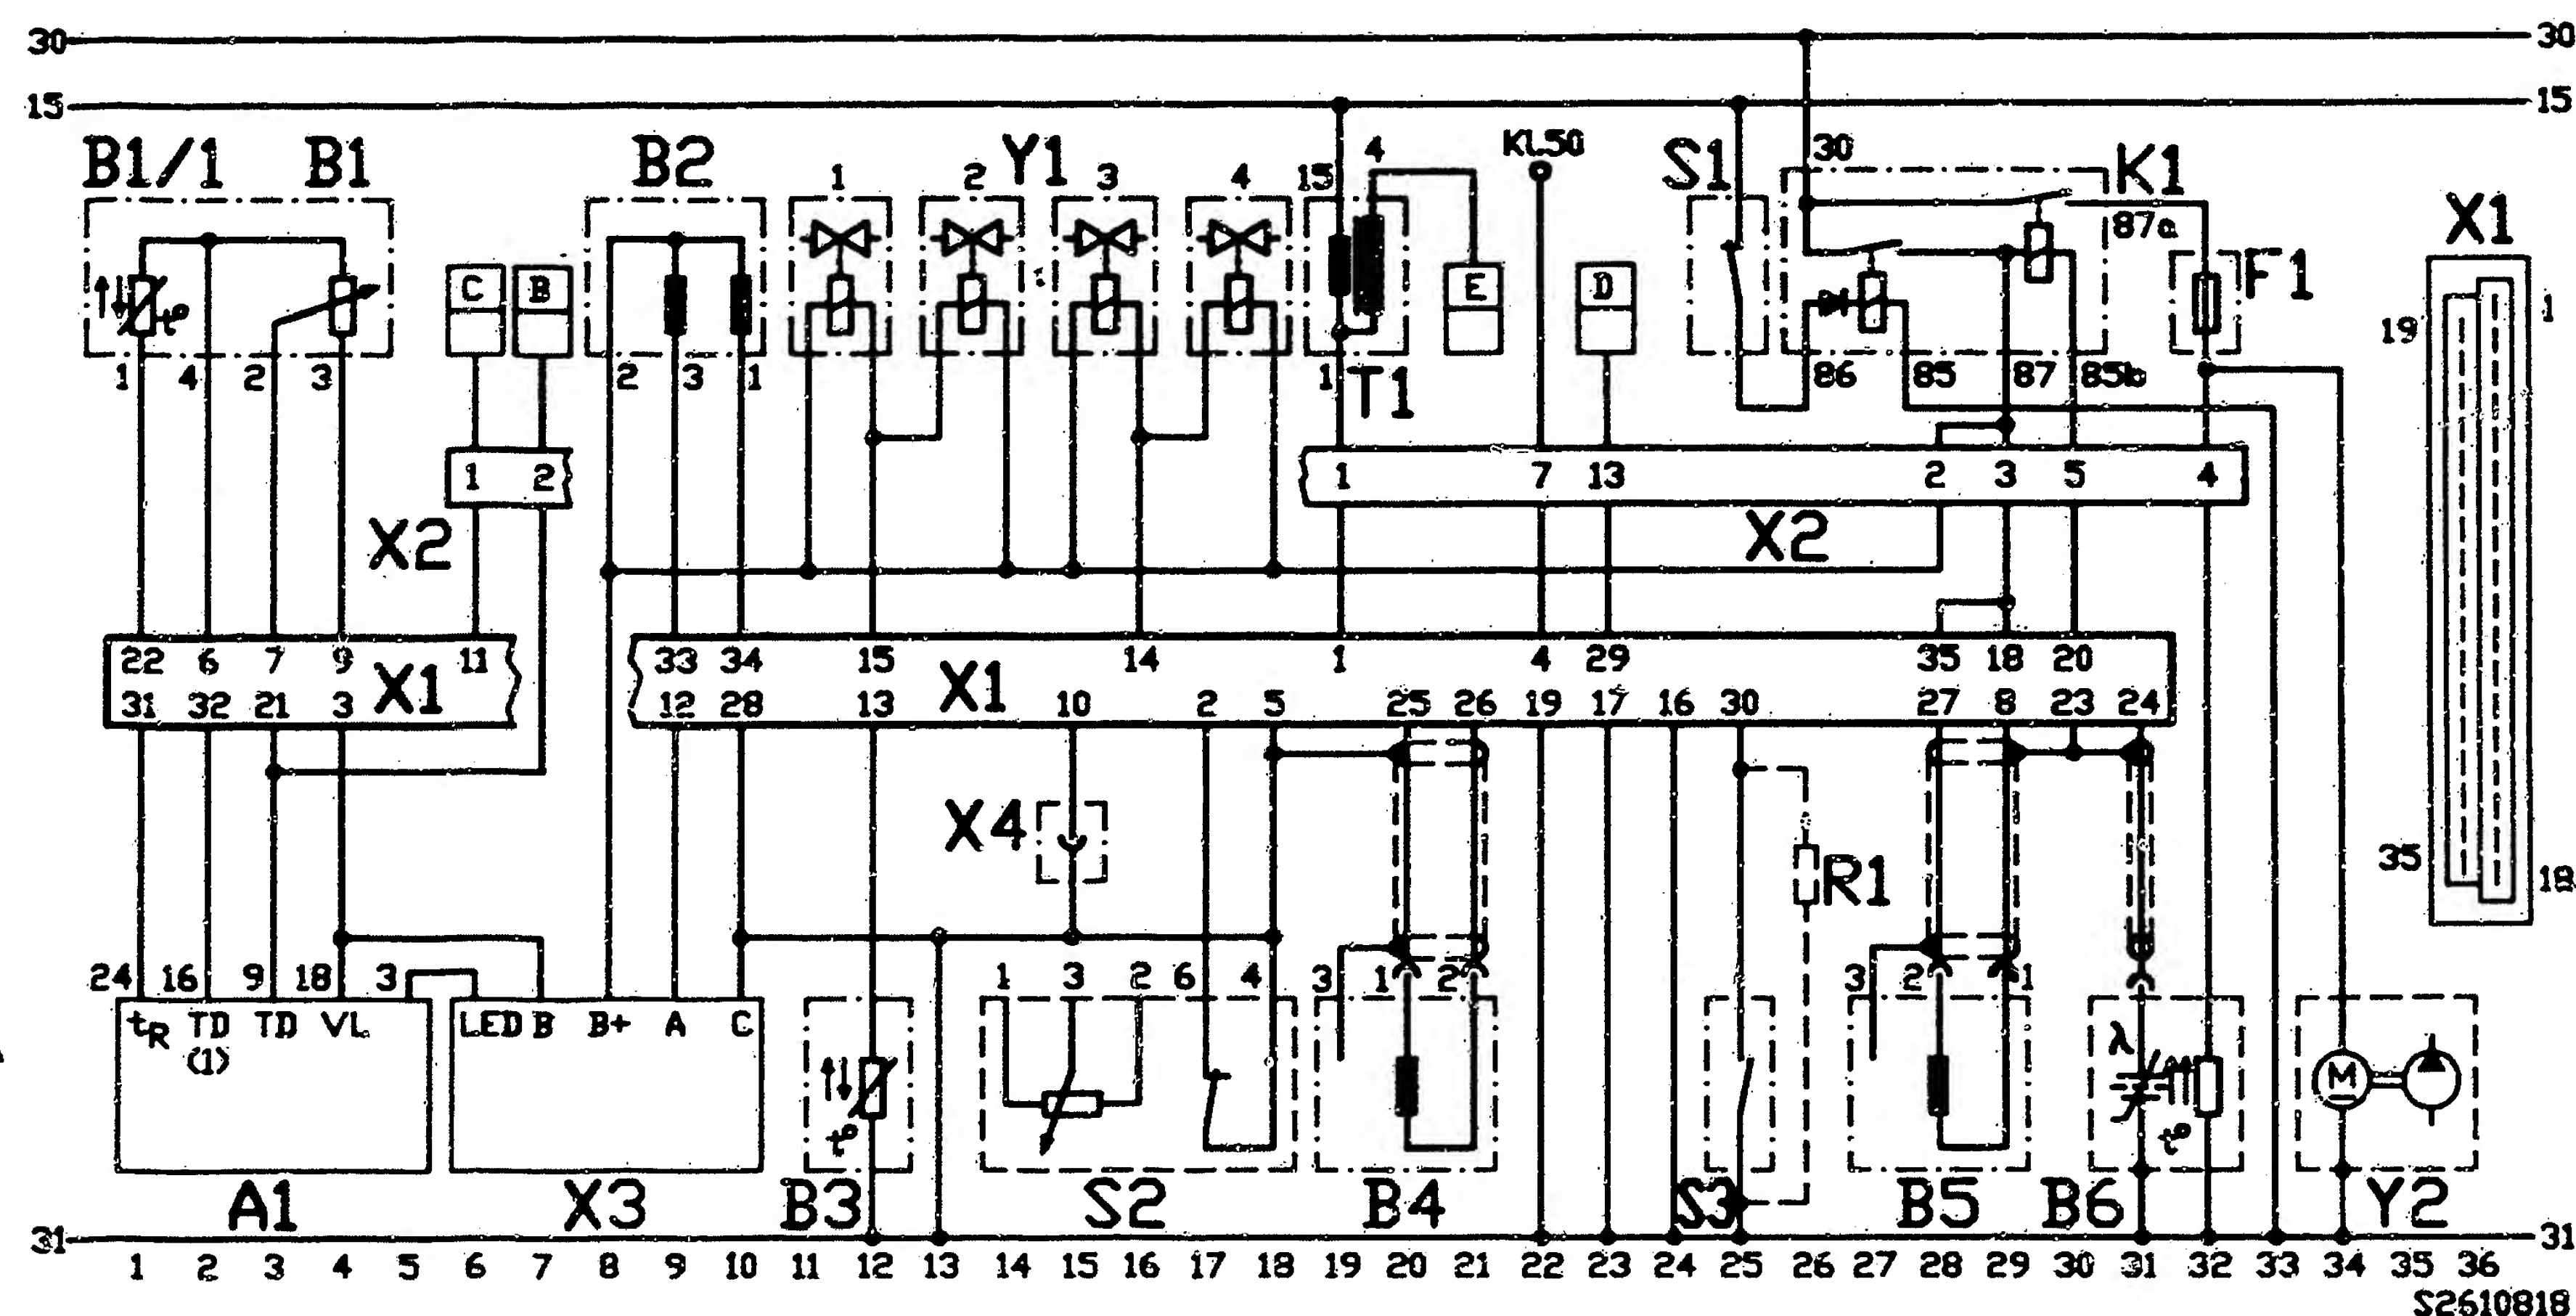 30 30
15 15
B1/1 B1 B2 1 2 Y1 3 4 15 4 KL50 S1 30 K1
87a X1
t° C B E D F1
19 1
1 4 2 3 2 3 1 1 T1 86 85 87 85b
1 2 1 7 13 2 3 5 4
X2 X2
22 6 7 9 11 33 34 15 14 1 4 29 35 18 20
X1 X1
31 32 21 3 12 28 13 10 2 5 25 26 19 17 16 30 27 8 23 24
X4 R1 35 18
24 16 9 18 3 1 3 2 6 4 3 1 2 3 2 1
tR TD TD VL LED B B+ A C
(1)
λ M
t° t°
A1 X3 B3 S2 B4 S3 B5 B6 Y2
31 31
1 2 3 4 5 6 7 8 9 10 11 12 13 14 15 16 17 18 19 20 21 22 23 24 25 26 27 28 29 30 31 32 33 34 35 36
S2610818